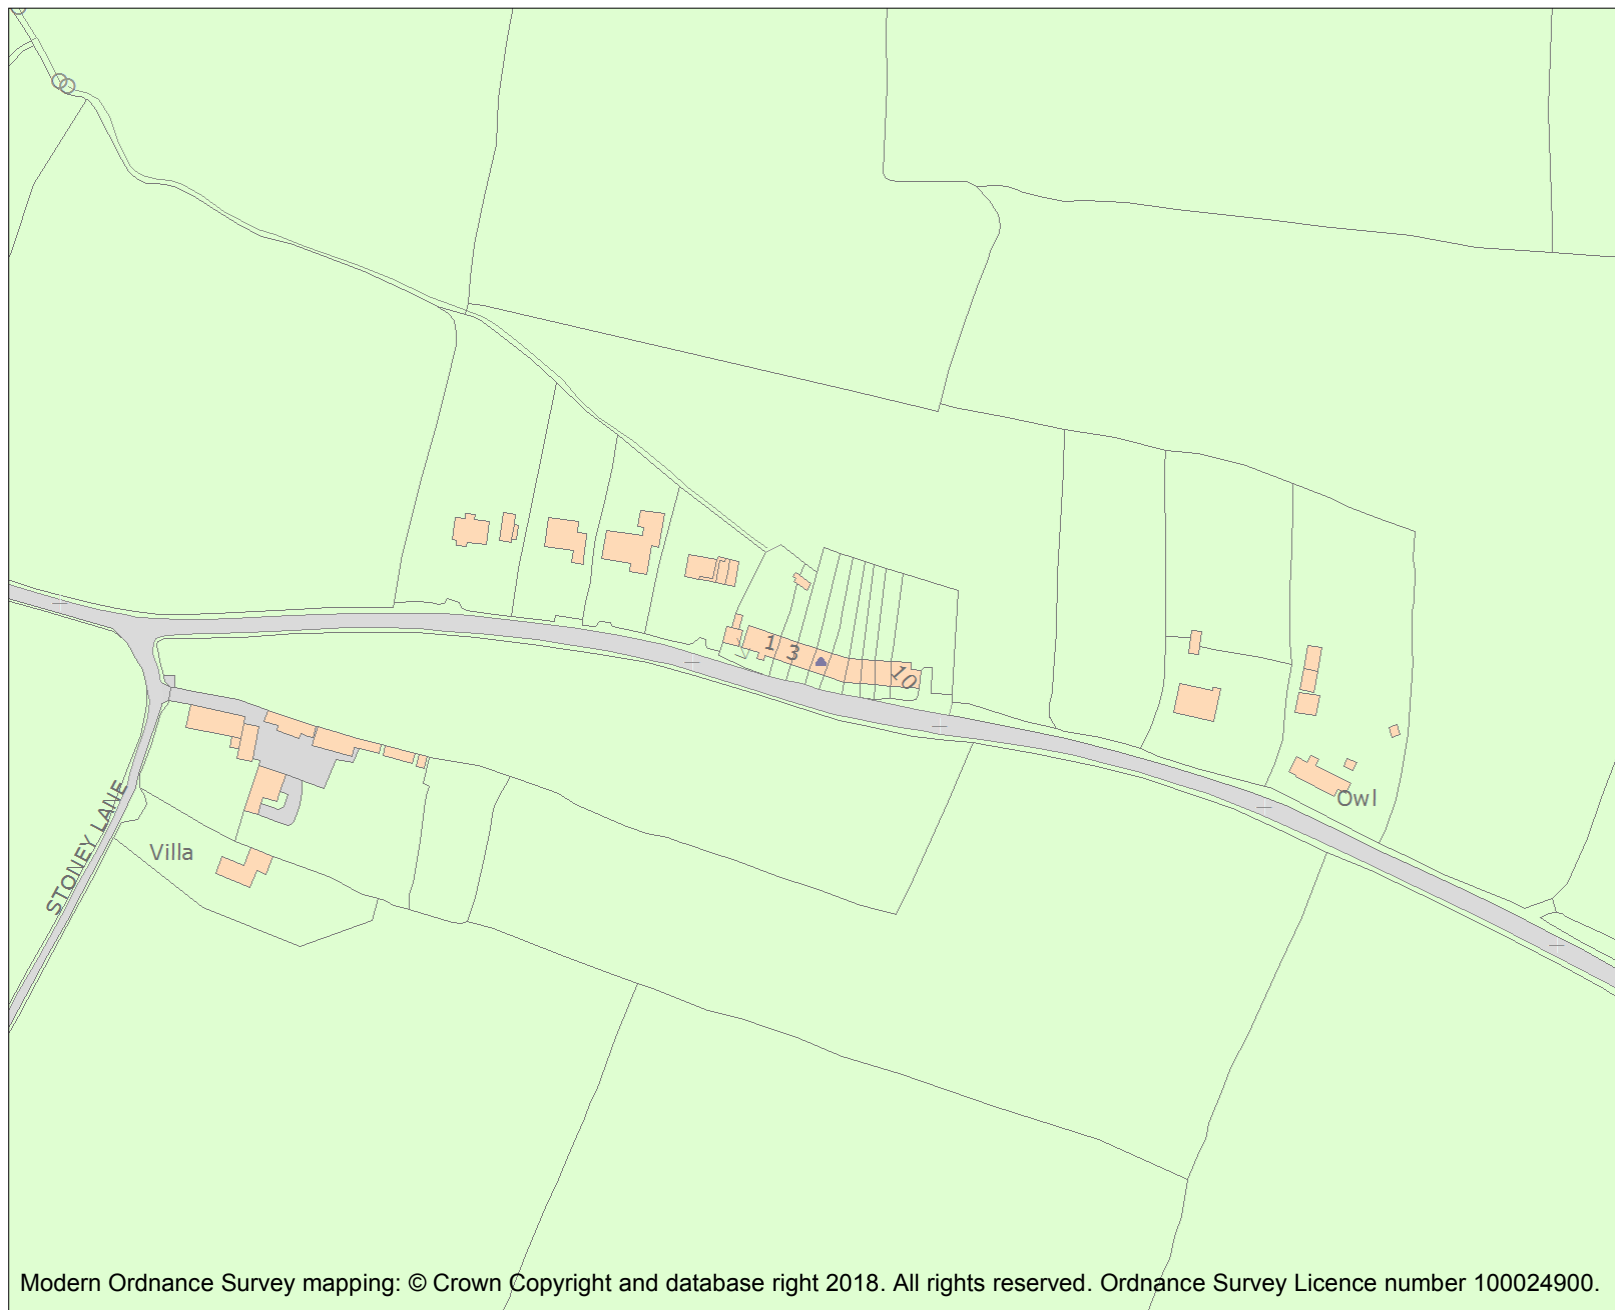 1
3
10
Owl
STONEY LANE
Villa
Modern Ordnance Survey mapping: © Crown Copyright and database right 2018. All rights reserved. Ordnance Survey Licence number 100024900.